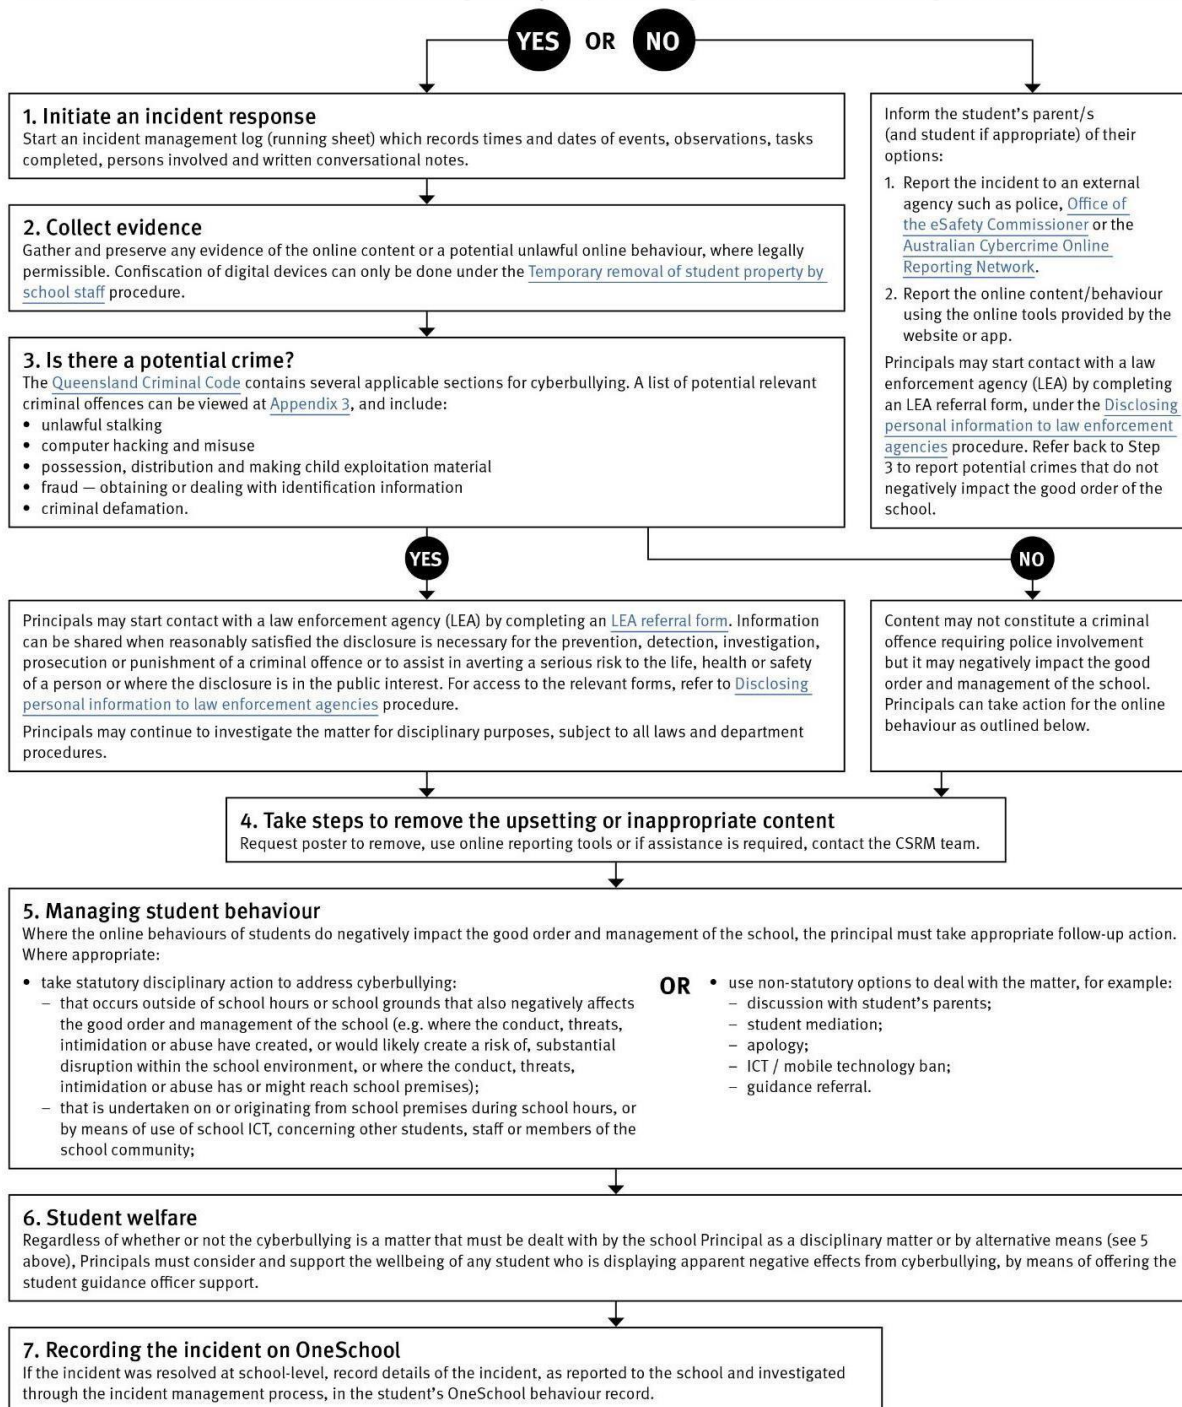 YES OR NO
1. Initiate an incident response
Start an incident management log (running sheet) which records times and dates of events, observations, tasks
completed, persons involved and written conversational notes.
Inform the student's parent/s
(and student if appropriate) of their
options:
1. Report the incident to an external
agency such as police, Office of
the eSafety Commissioner or the
Australian Cybercrime Online
Reporting Network.
2. Report the online content/behaviour
using the online tools provided by the
website or app.
Principals may start contact with a law
enforcement agency (LEA) by completing
an LEA referral form, under the Disclosing
personal information to law enforcement
agencies procedure. Refer back to Step
3 to report potential crimes that do not
negatively impact the good order of the
school.
2. Collect evidence
Gather and preserve any evidence of the online content or a potential unlawful online behaviour, where legally
permissible. Confiscation of digital devices can only be done under the Temporary removal of student property by
school staff procedure.
3. Is there a potential crime?
The Queensland Criminal Code contains several applicable sections for cyberbullying. A list of potential relevant
criminal offences can be viewed at Appendix 3, and include:
• unlawful stalking
• computer hacking and misuse
• possession, distribution and making child exploitation material
• fraud — obtaining or dealing with identification information
• criminal defamation.
YES
NO
Principals may start contact with a law enforcement agency (LEA) by completing an LEA referral form. Information
can be shared when reasonably satisfied the disclosure is necessary for the prevention, detection, investigation,
prosecution or punishment of a criminal offence or to assist in averting a serious risk to the life, health or safety
of a person or where the disclosure is in the public interest. For access to the relevant forms, refer to Disclosing
personal information to law enforcement agencies procedure.
Principals may continue to investigate the matter for disciplinary purposes, subject to all laws and department
procedures.
Content may not constitute a criminal
offence requiring police involvement
but it may negatively impact the good
order and management of the school.
Principals can take action for the online
behaviour as outlined below.
4. Take steps to remove the upsetting or inappropriate content
Request poster to remove, use online reporting tools or if assistance is required, contact the CSRM team.
5. Managing student behaviour
Where the online behaviours of students do negatively impact the good order and management of the school, the principal must take appropriate follow-up action.
Where appropriate:
• take statutory disciplinary action to address cyberbullying:
– that occurs outside of school hours or school grounds that also negatively affects
the good order and management of the school (e.g. where the conduct, threats,
intimidation or abuse have created, or would likely create a risk of, substantial
disruption within the school environment, or where the conduct, threats,
intimidation or abuse has or might reach school premises);
– that is undertaken on or originating from school premises during school hours, or
by means of use of school ICT, concerning other students, staff or members of the
school community;
OR
• use non-statutory options to deal with the matter, for example:
– discussion with student's parents;
– student mediation;
– apology;
– ICT / mobile technology ban;
– guidance referral.
6. Student welfare
Regardless of whether or not the cyberbullying is a matter that must be dealt with by the school Principal as a disciplinary matter or by alternative means (see 5
above), Principals must consider and support the wellbeing of any student who is displaying apparent negative effects from cyberbullying, by means of offering the
student guidance officer support.
7. Recording the incident on OneSchool
If the incident was resolved at school-level, record details of the incident, as reported to the school and investigated
through the incident management process, in the student's OneSchool behaviour record.